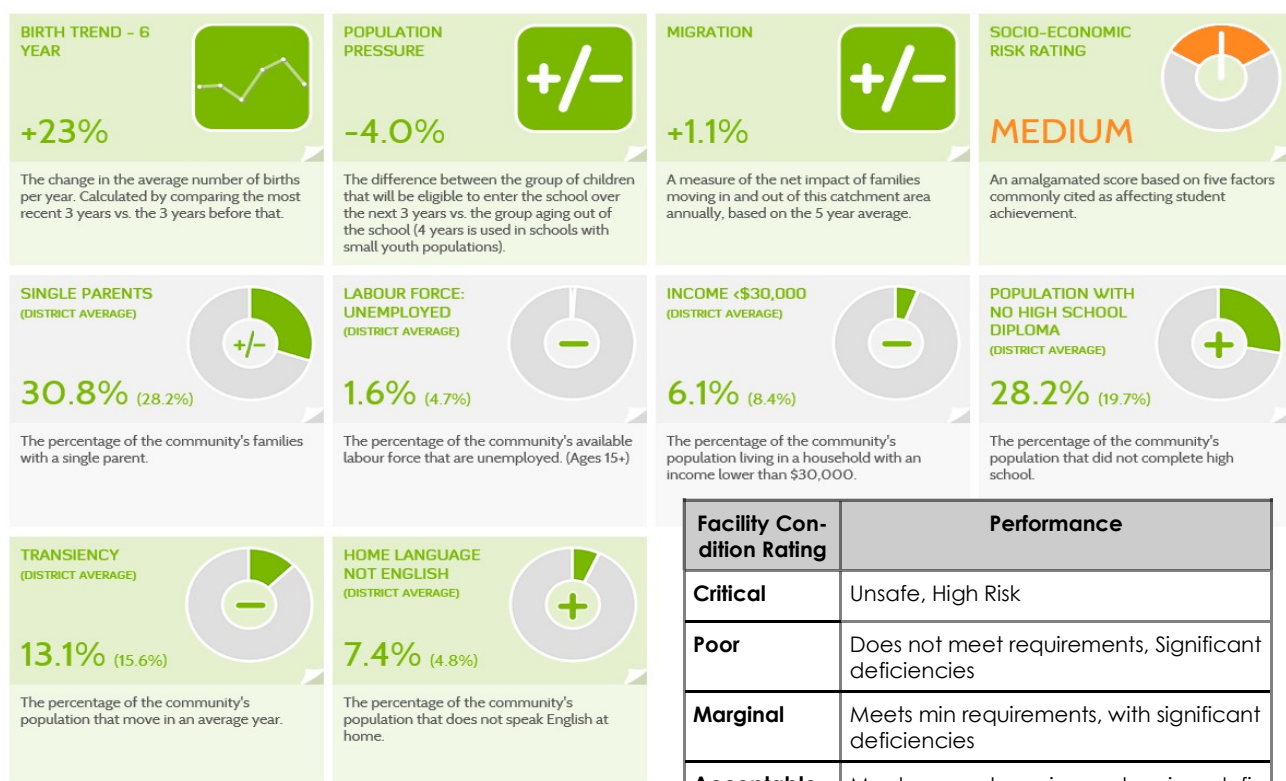 BIRTH TREND - 6
YEAR
+23%
The change in the average number of births
per year. Calculated by comparing the most
recent 3 years vs. the 3 years before that.
POPULATION
PRESSURE
+/-
-4.0%
The difference between the group of children
that will be eligible to enter the school over
the next 3 years vs. the group aging out of
the school (4 years is used in schools with
small youth populations).
MIGRATION
+/-
+1.1%
A measure of the net impact of families
moving in and out of this catchment area
annually, based on the 5 year average.
SOCIO-ECONOMIC
RISK RATING
MEDIUM
An amalgamated score based on five factors
commonly cited as affecting student
achievement.
SINGLE PARENTS
(DISTRICT AVERAGE)
+/-
30.8% (28.2%)
The percentage of the community's families
with a single parent.
LABOUR FORCE:
UNEMPLOYED
(DISTRICT AVERAGE)
-
1.6% (4.7%)
The percentage of the community's available
labour force that are unemployed. (Ages 15+)
INCOME <$30,000
(DISTRICT AVERAGE)
-
6.1% (8.4%)
The percentage of the community's
population living in a household with an
income lower than $30,000.
POPULATION WITH
NO HIGH SCHOOL
DIPLOMA
(DISTRICT AVERAGE)
+
28.2% (19.7%)
The percentage of the community's
population that did not complete high
school.
TRANSIENCY
(DISTRICT AVERAGE)
-
13.1% (15.6%)
The percentage of the community's
population that move in an average year.
HOME LANGUAGE
NOT ENGLISH
(DISTRICT AVERAGE)
+
7.4% (4.8%)
The percentage of the community's
population that does not speak English at
home.
Facility Con-
dition Rating
Performance
Critical
Unsafe, High Risk
Poor
Does not meet requirements, Significant
deficiencies
Marginal
Meets min requirements, with significant
deficiencies
Acceptable